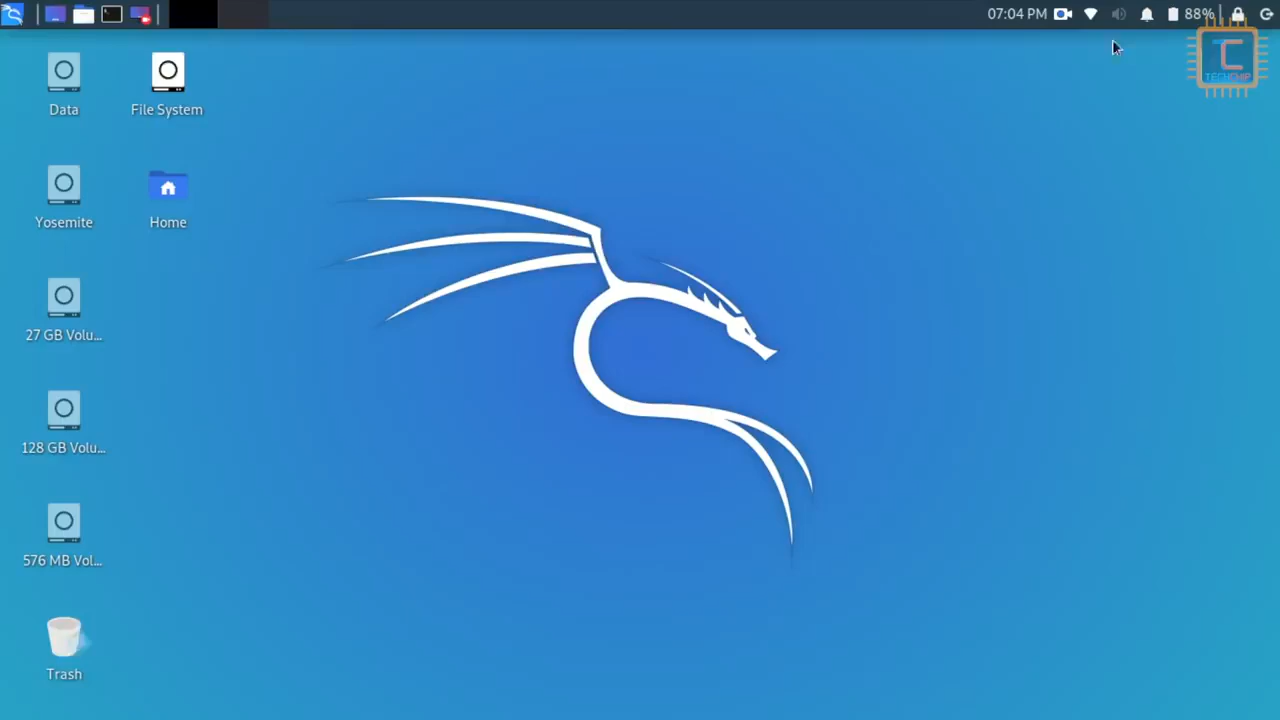 07:04 PM 88%
C
TECHCHIP
Data
File System
Yosemite
Home
27 GB Volu...
128 GB Volu...
576 MB Vol...
Trash